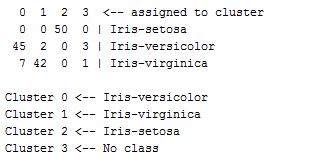 0 1 2 3 <-- assigned to cluster
0 0 50 0 | Iris-setosa
45 2 0 3 | Iris-versicolor
7 42 0 1 | Iris-virginica
Cluster 0 <-- Iris-versicolor
Cluster 1 <-- Iris-virginica
Cluster 2 <-- Iris-setosa
Cluster 3 <-- No class